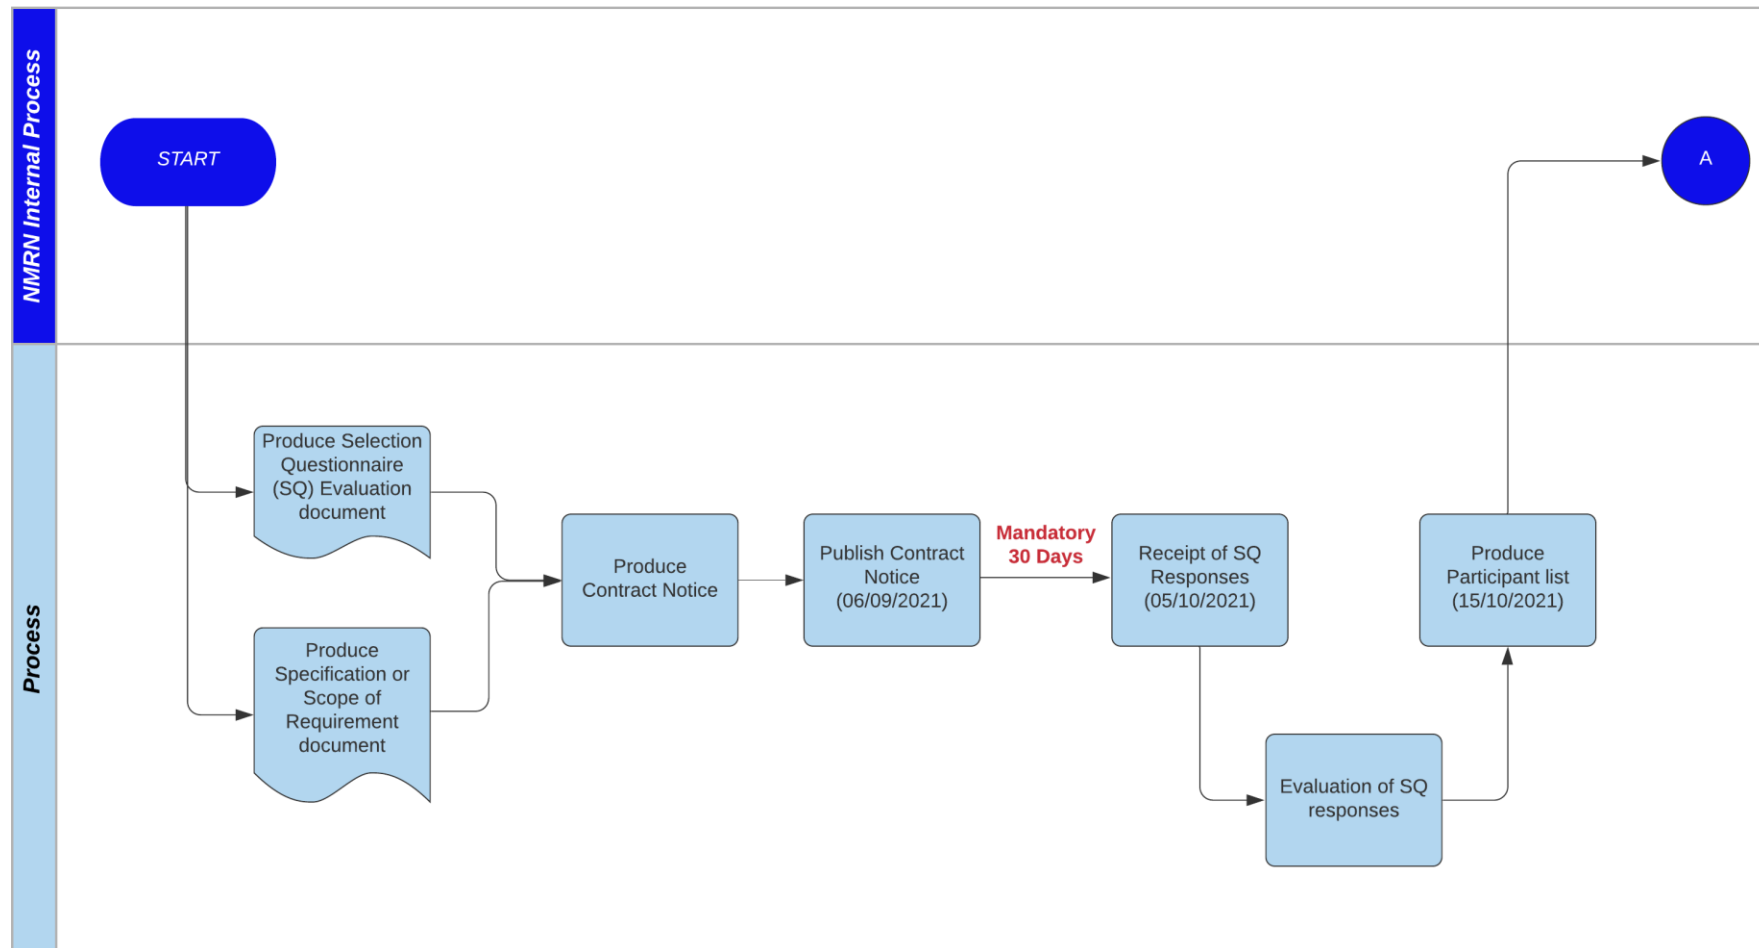 NMRN Internal Process
START
A
Process
Produce Selection
Questionnaire
(SQ) Evaluation
document
Produce
Specification or
Scope of
Requirement
document
Produce
Contract Notice
Publish Contract
Notice
(06/09/2021)
Mandatory
30 Days
Receipt of SQ
Responses
(05/10/2021)
Evaluation of SQ
responses
Produce
Participant list
(15/10/2021)